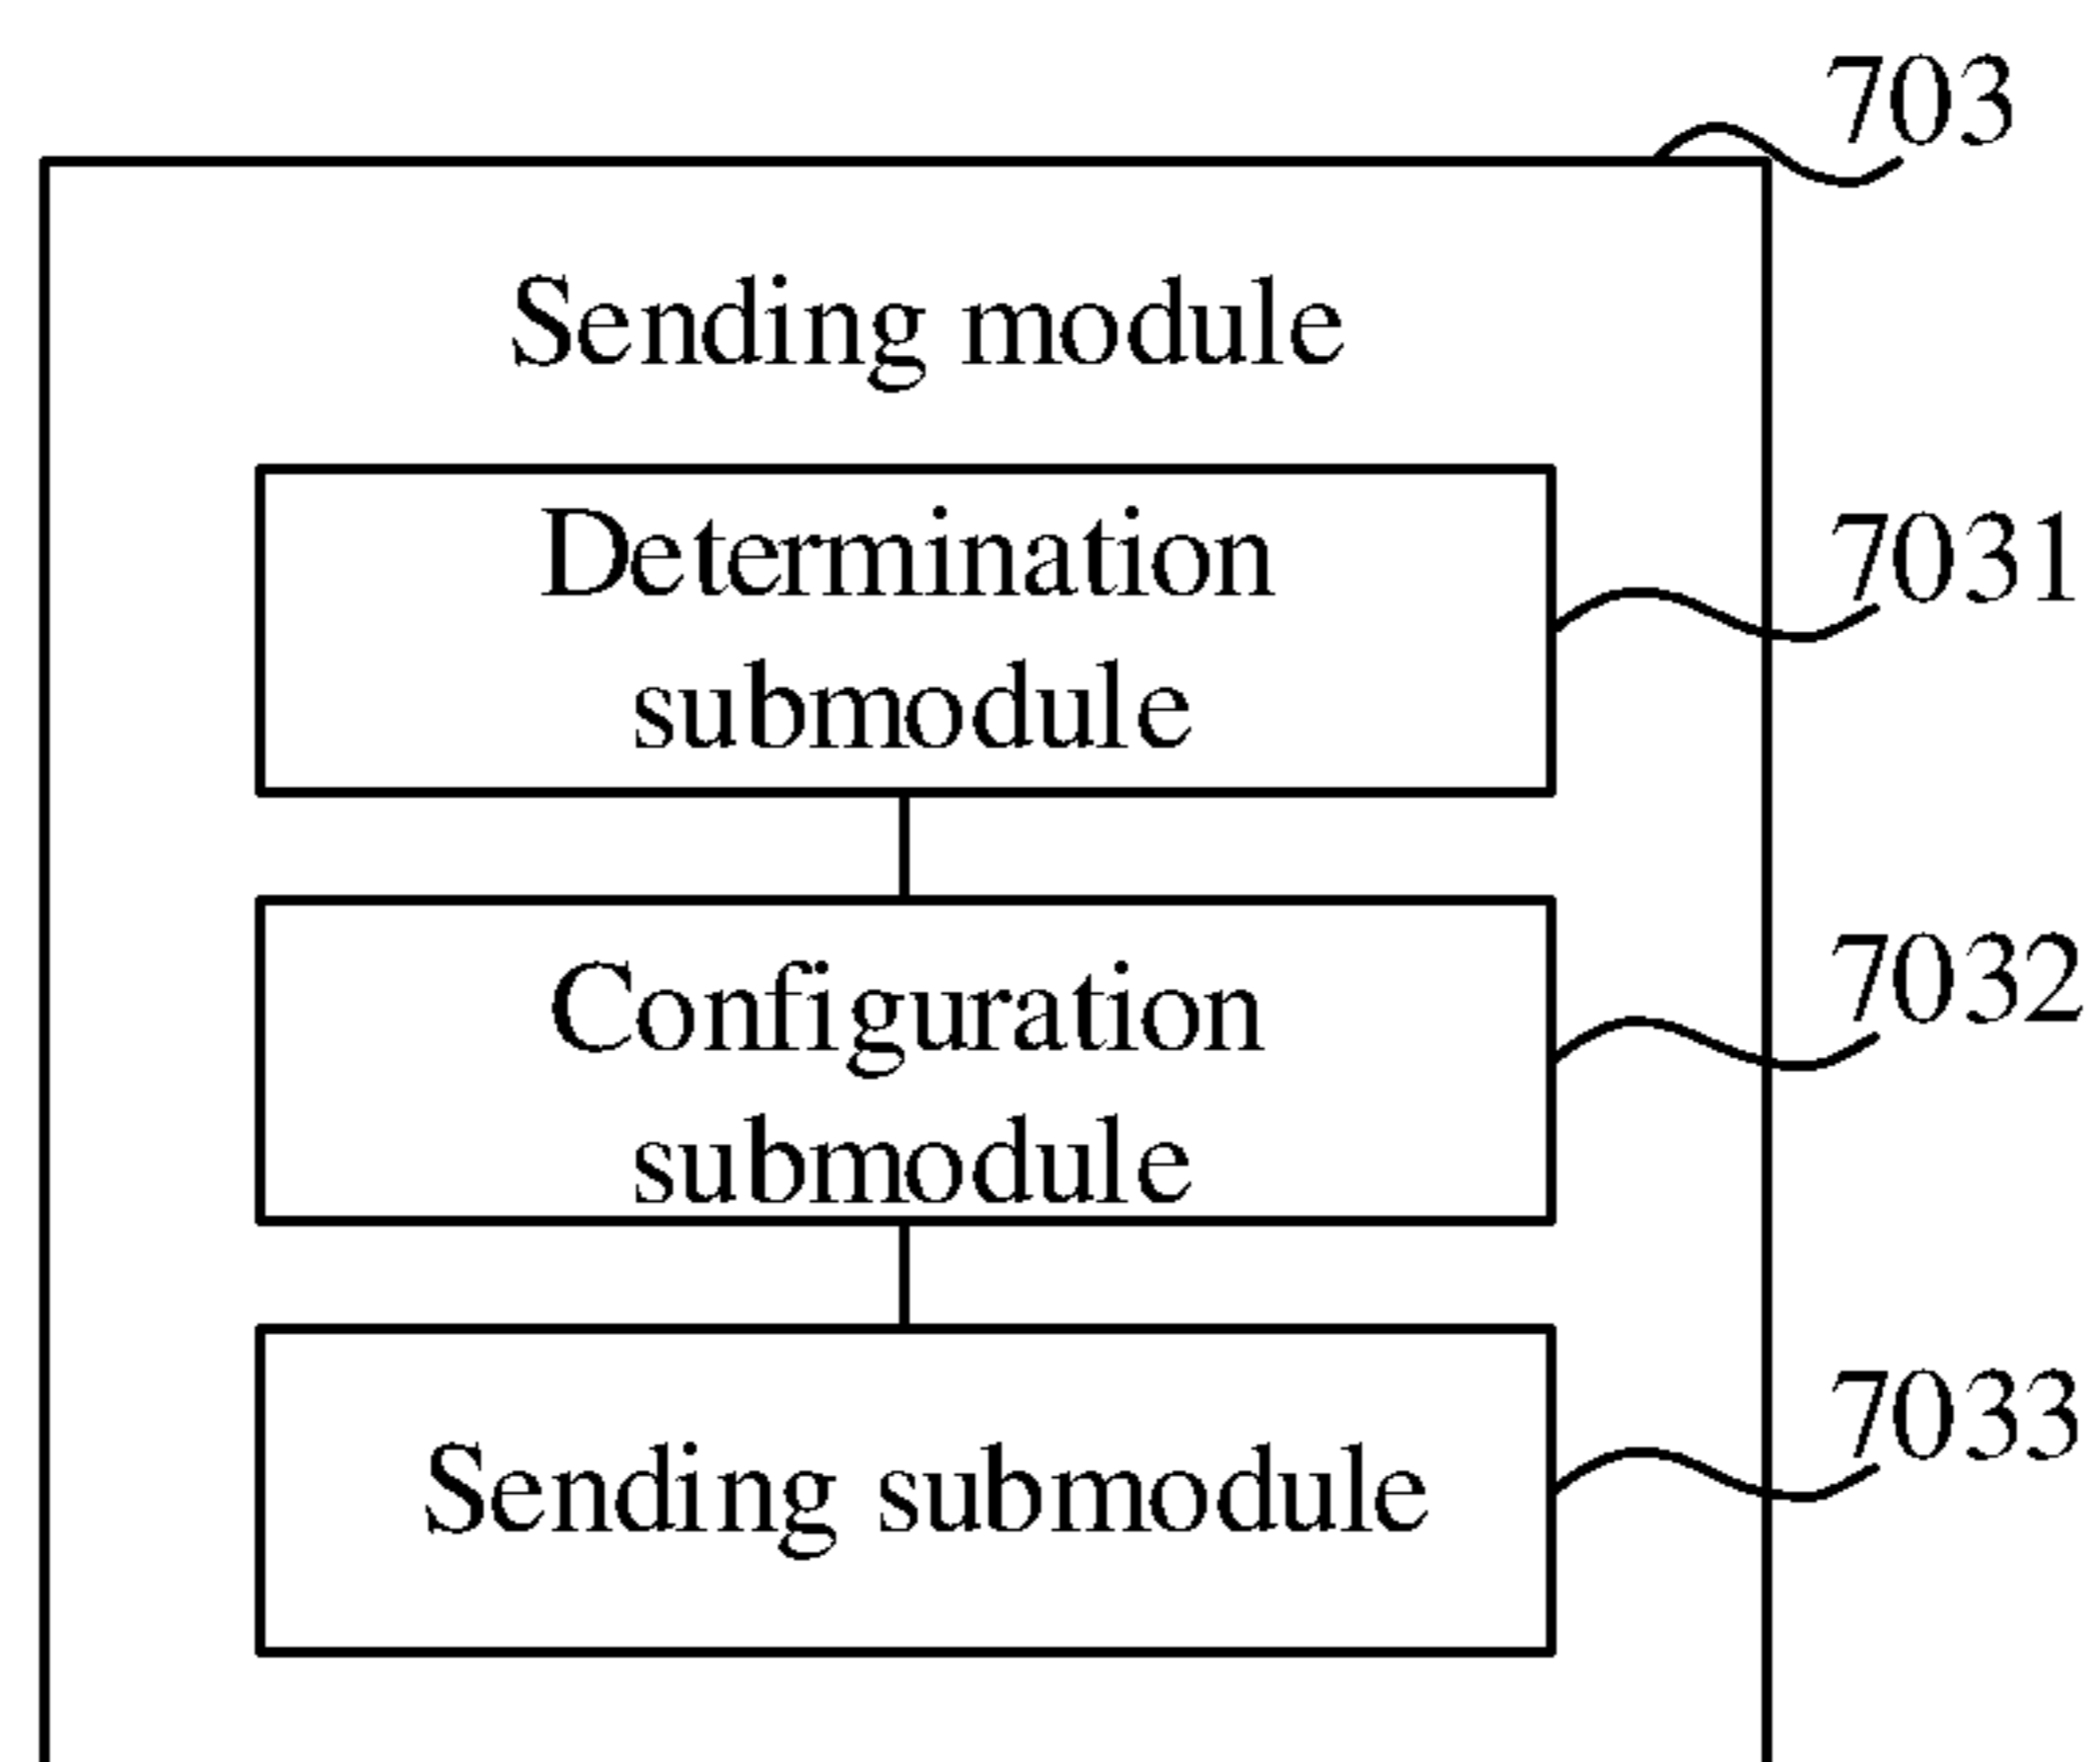 703
Sending module
Determination
submodule
7031
Configuration
submodule
7032
Sending submodule
7033